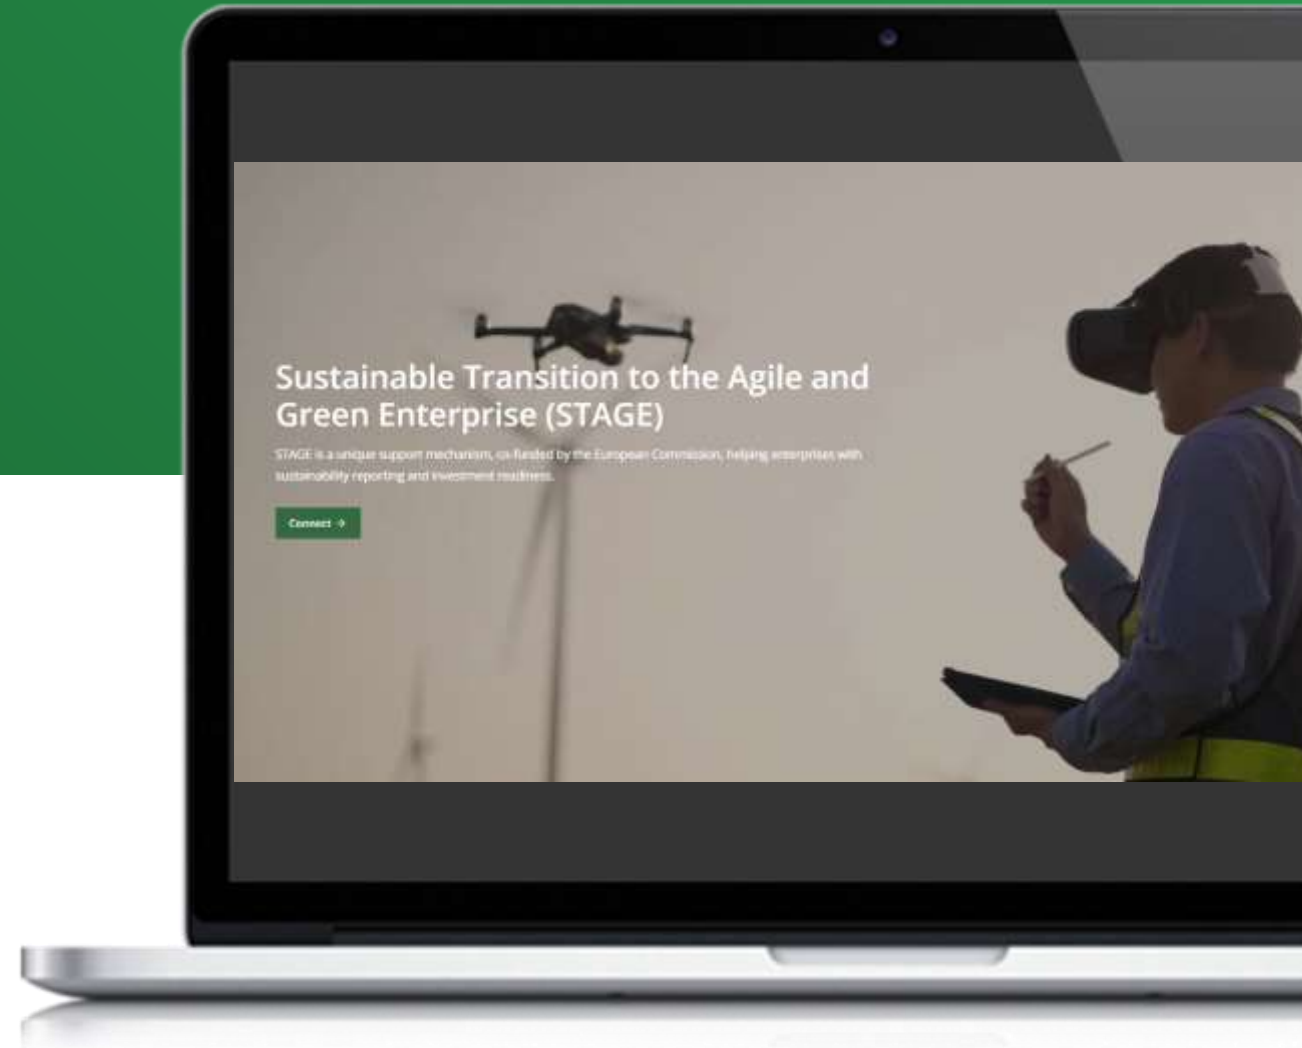 Sustainable Transition to the Agile and
Green Enterprise (STAGE)
STAGE is a unique support mechanism, co-funded by the European Commission, helping enterprises with
sustainability reporting and investment readiness.
Connect →